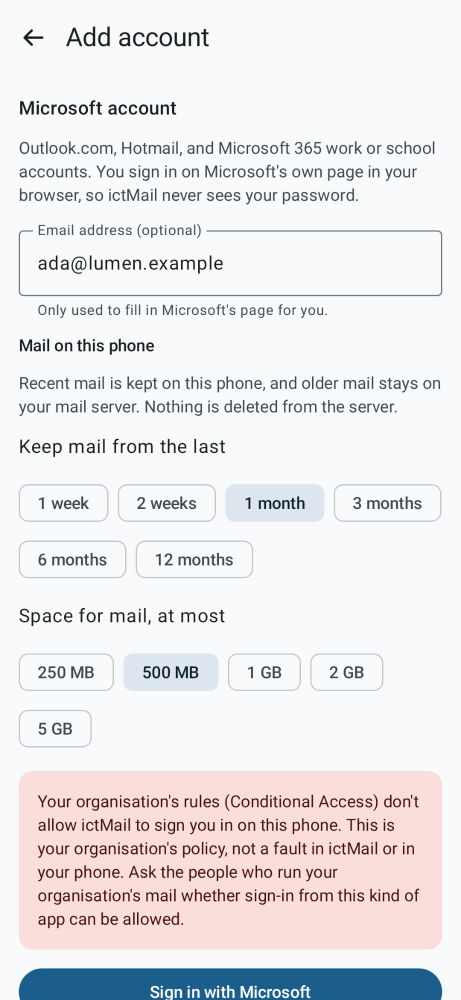 Add account
Microsoft account
Outlook.com, Hotmail, and Microsoft 365 work or school
accounts. You sign in on Microsoft's own page in your
browser, so ictMail never sees your password.
Email address (optional)
ada@lumen.example
Only used to fill in Microsoft's page for you.
Mail on this phone
Recent mail is kept on this phone, and older mail stays on
your mail server. Nothing is deleted from the server.
Keep mail from the last
1 week 2 weeks 1 month 3 months
6 months 12 months
Space for mail, at most
250 MB 500 MB 1 GB 2 GB
5 GB
Your organisation's rules (Conditional Access) don't
allow ictMail to sign you in on this phone. This is
your organisation's policy, not a fault in ictMail or in
your phone. Ask the people who run your
organisation's mail whether sign-in from this kind of
app can be allowed.
Sign in with Microsoft